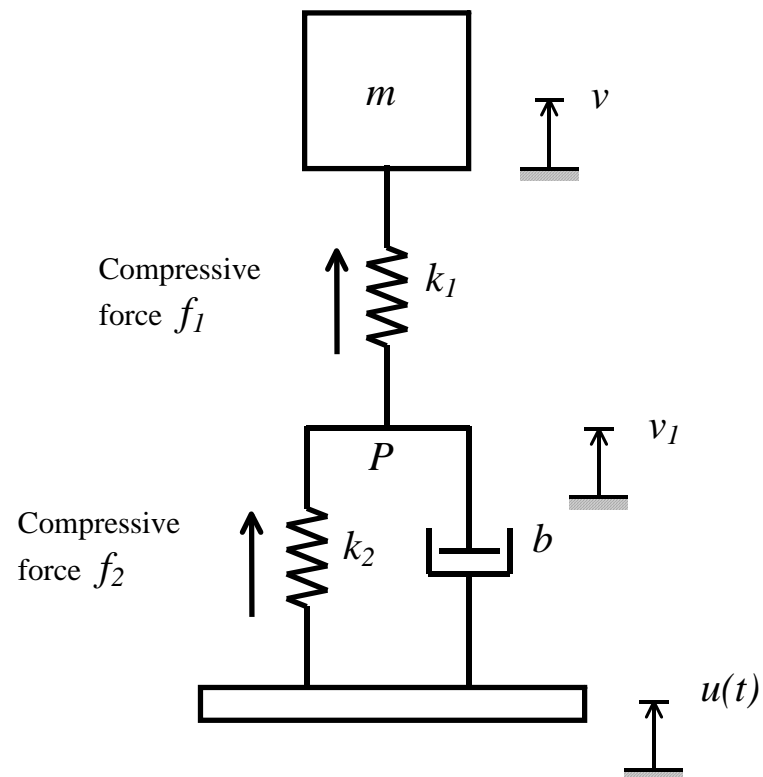 m
v
Compressive
force f₁
k₁
P
v₁
Compressive
force f₂
k₂
b
u(t)